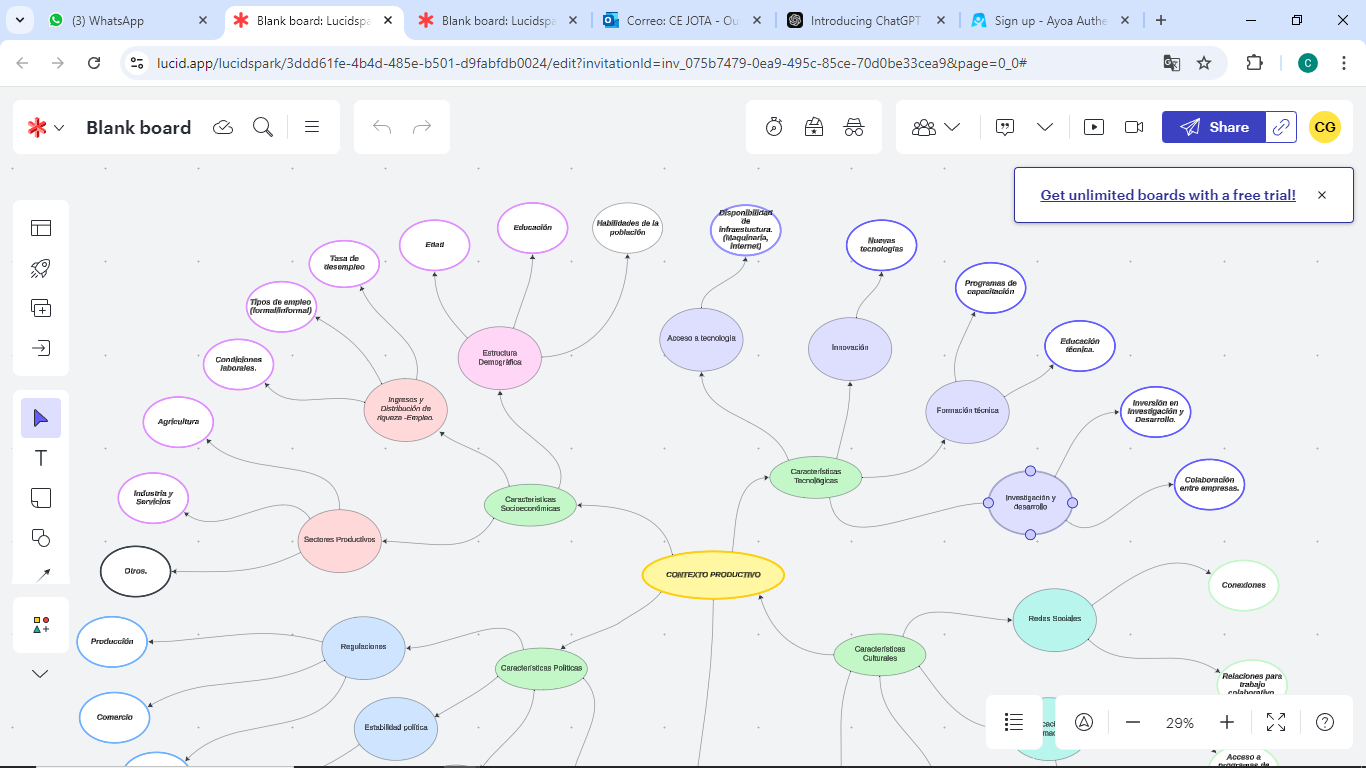 (3) WhatsApp
Blank board: Lucidspa
Blank board: Lucidspa
Correo: CE JOTA - Ou
Introducing ChatGPT
Sign up - Ayoa Authe
lucid.app/lucidspark/3ddd61fe-4b4d-485e-b501-d9fabfdb0024/edit?invitationId=inv_075b7479-0ea9-495c-85ce-70d0be33cea9&page=0_0#
C
Blank board
Share
CG
Get unlimited boards with a free trial!
Disponibilidad
de
infraestuctura.
(Maquinaria,
internet)
Habilidades de la
población
Educación
Edad
Nuevas
tecnologías
Tasa de
desempleo
Programas de
capacitación
Tipos de empleo
(formal/informal)
Acceso a tecnología
Innovación
Educación
técnica.
Estructura
Demográfica
Condiciones
laborales.
Ingresos y
Distribución de
riqueza -Empleo.
Formación técnica
Inversión en
Investigación y
Desarrollo.
Agricultura
Características
Tecnológicas
Colaboración
entre empresas.
Industria y
Servicios
Características
Socioeconómicas
Investigación y
desarrollo
Sectores Productivos
Otros.
CONTEXTO PRODUCTIVO
Conexiones
Redes Sociales
Producción
Regulaciones
Características
Culturales
Características Políticas
Relaciones para
trabajo
colaborativo
Comercio
Estabilidad política
Acceso a
programas de
29%